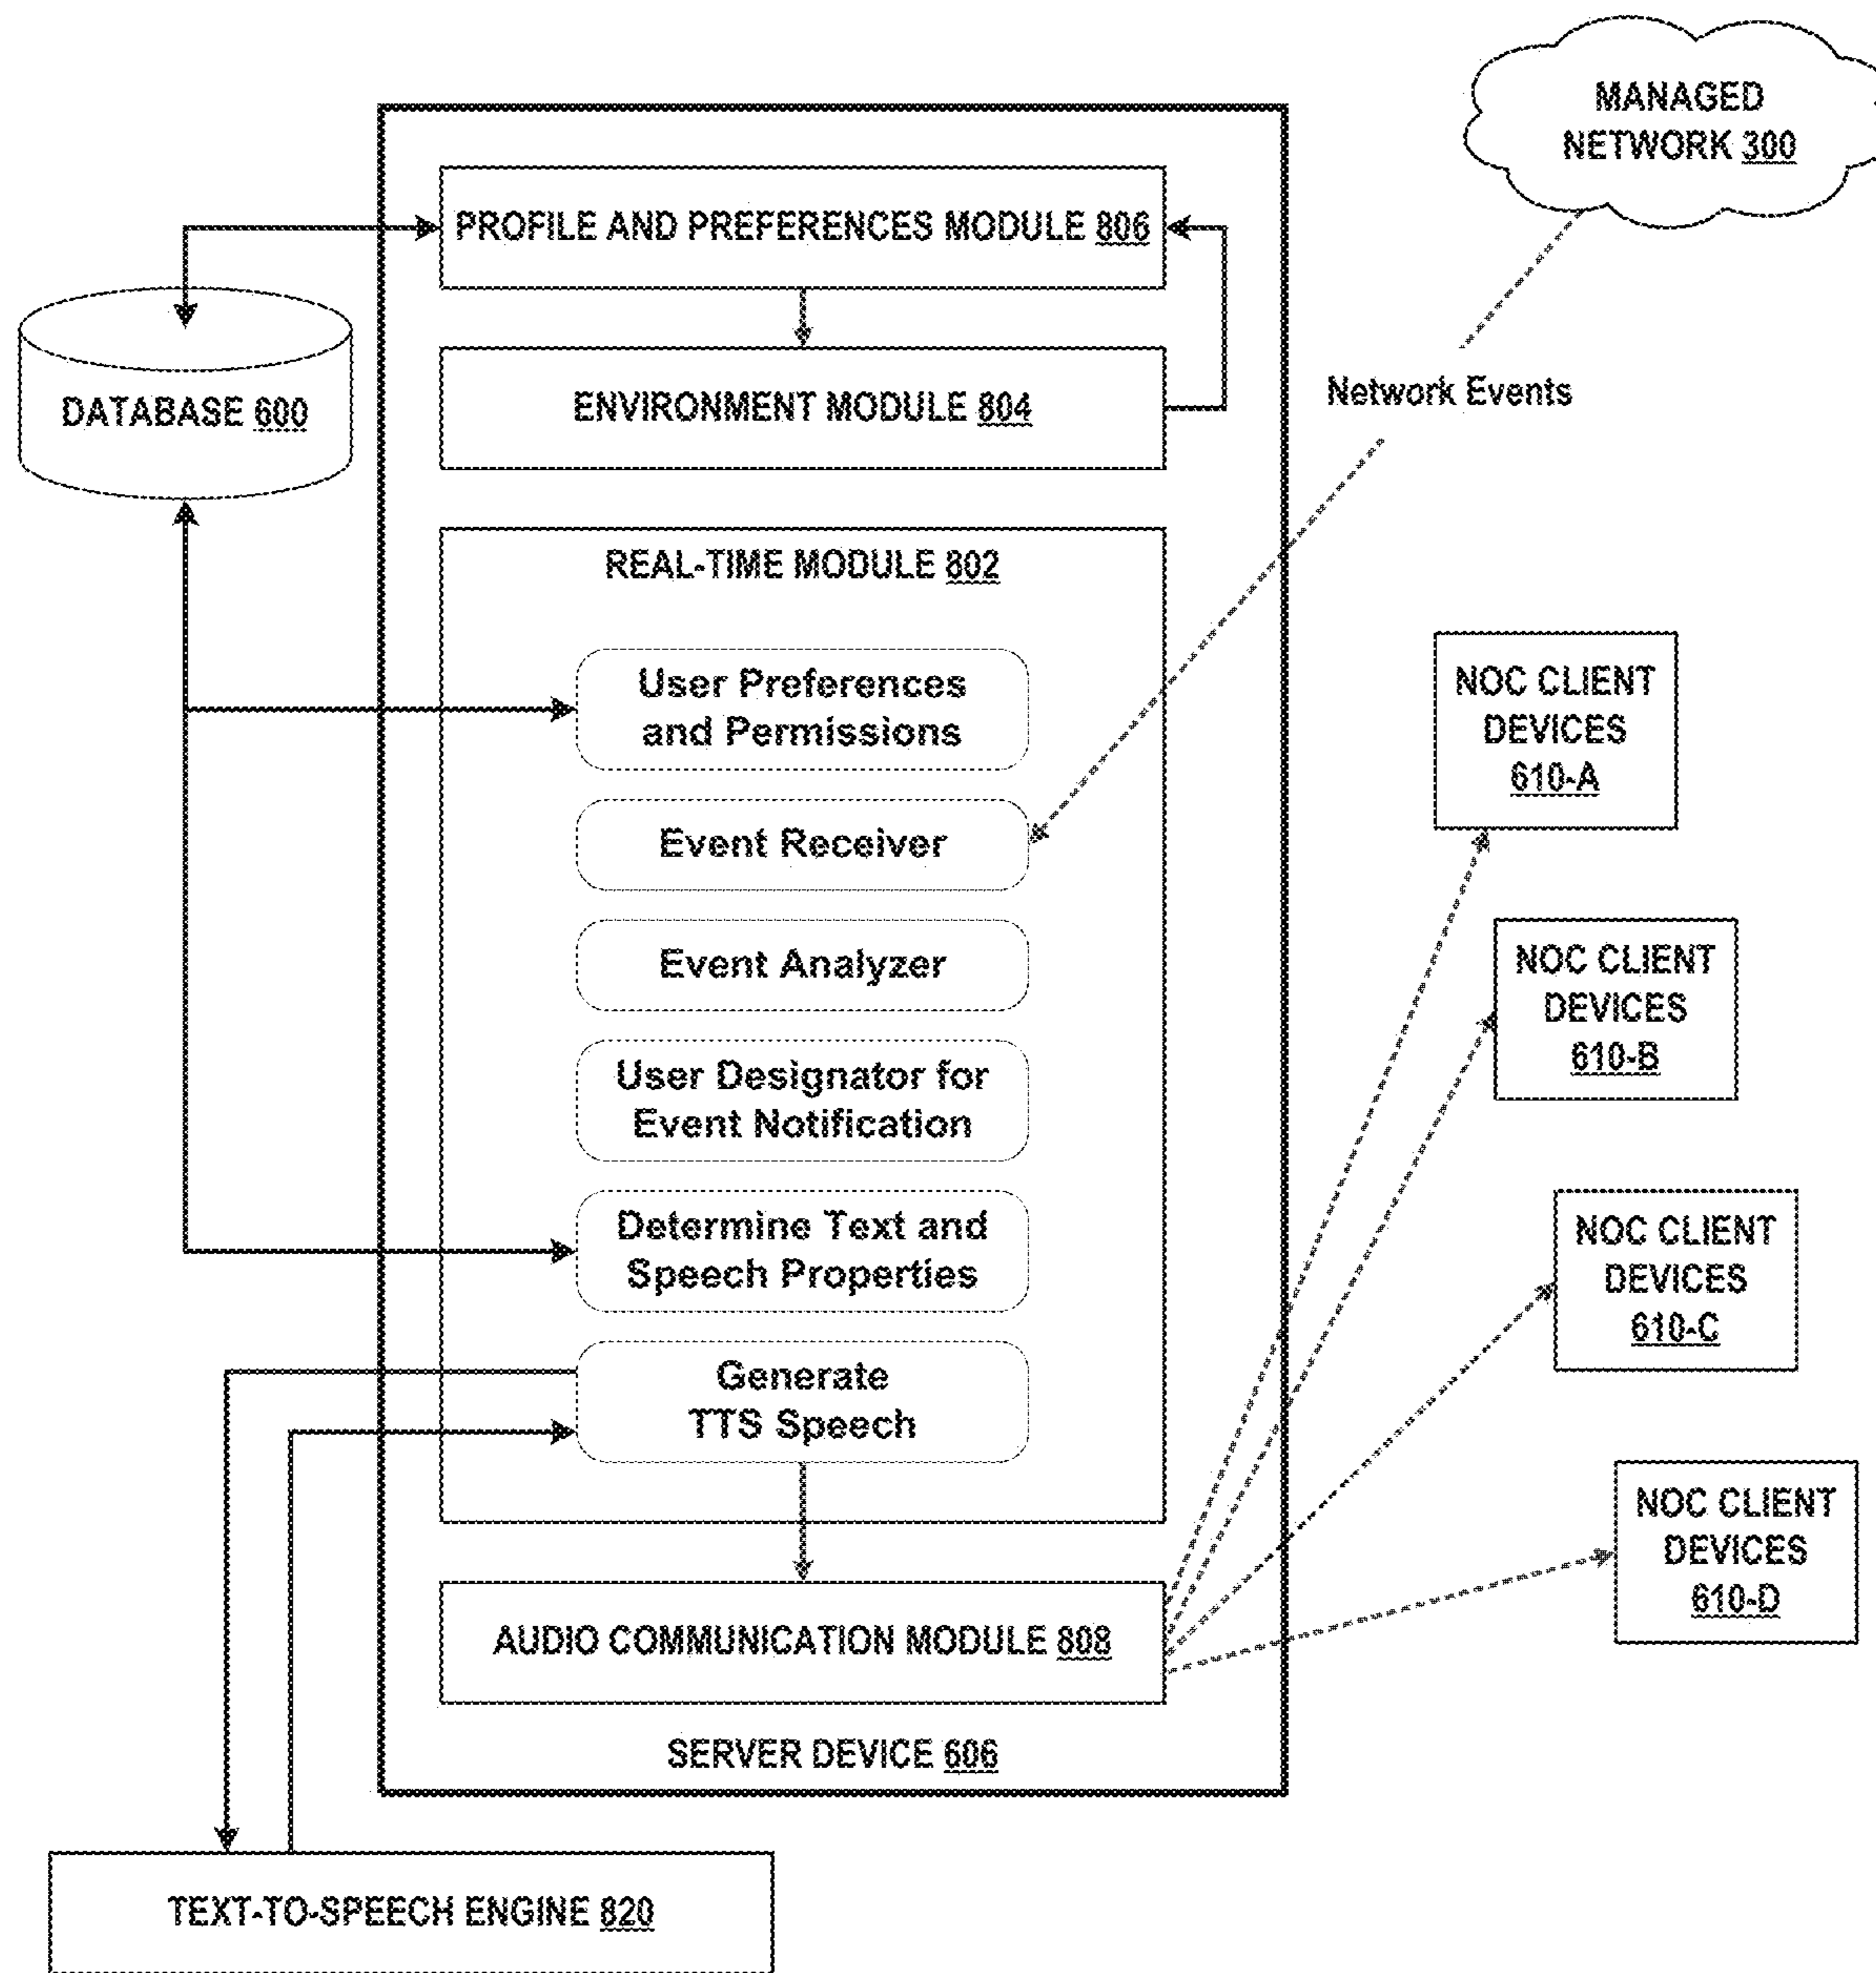 MANAGED
NETWORK 300
PROFILE AND PREFERENCES MODULE 806
ENVIRONMENT MODULE 804
DATABASE 600
Network Events
REAL-TIME MODULE 802
User Preferences
and Permissions
Event Receiver
Event Analyzer
User Designator for
Event Notification
Determine Text and
Speech Properties
Generate
TTS Speech
NOC CLIENT
DEVICES
610-A
NOC CLIENT
DEVICES
610-B
NOC CLIENT
DEVICES
610-C
NOC CLIENT
DEVICES
610-D
AUDIO COMMUNICATION MODULE 808
SERVER DEVICE 606
TEXT-TO-SPEECH ENGINE 820